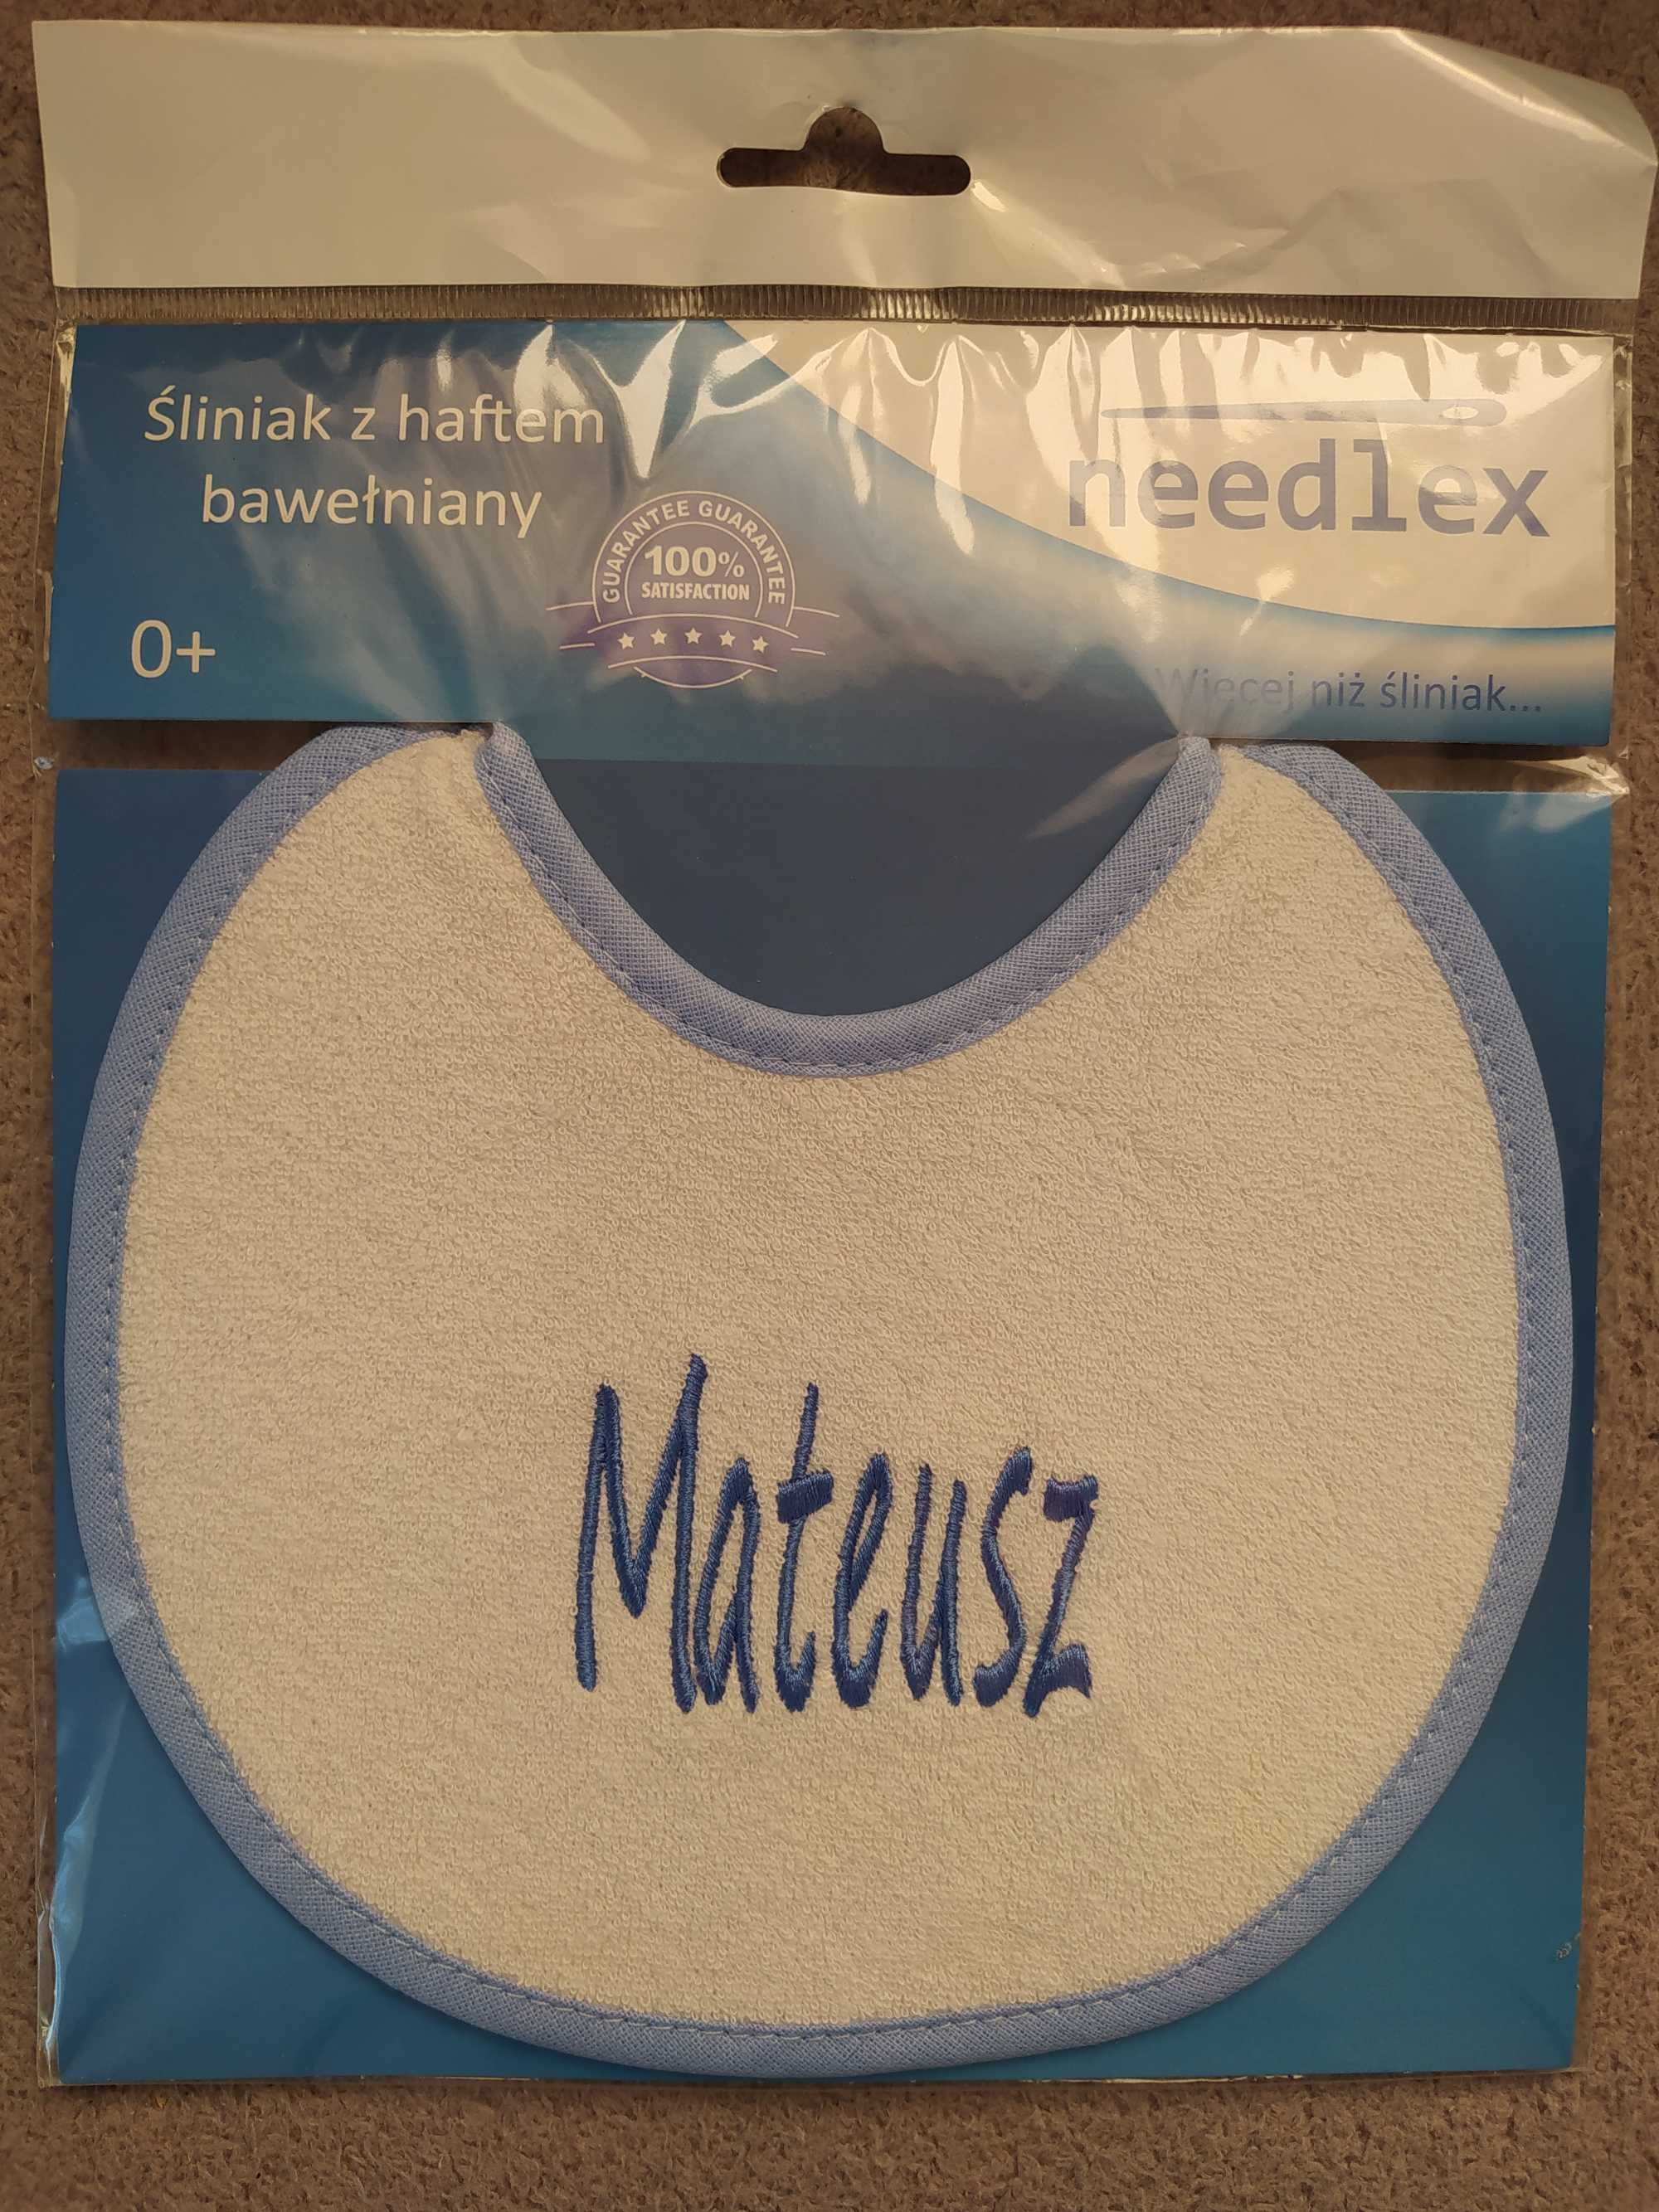 Śliniak z haftem
bawełniany
0+
GUARANTEE GUARANTEE
100%
SATISFACTION
needlex
Więcej niż śliniak...
Mateusz